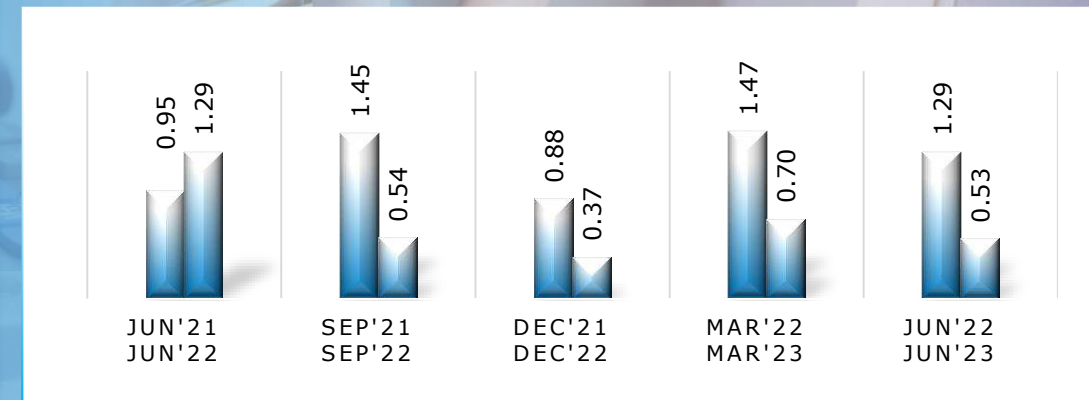 0.95
1.29
1.45
0.54
0.88
0.37
1.47
0.70
1.29
0.53
JUN'21
JUN'22
SEP'21
SEP'22
DEC'21
DEC'22
MAR'22
MAR'23
JUN'22
JUN'23